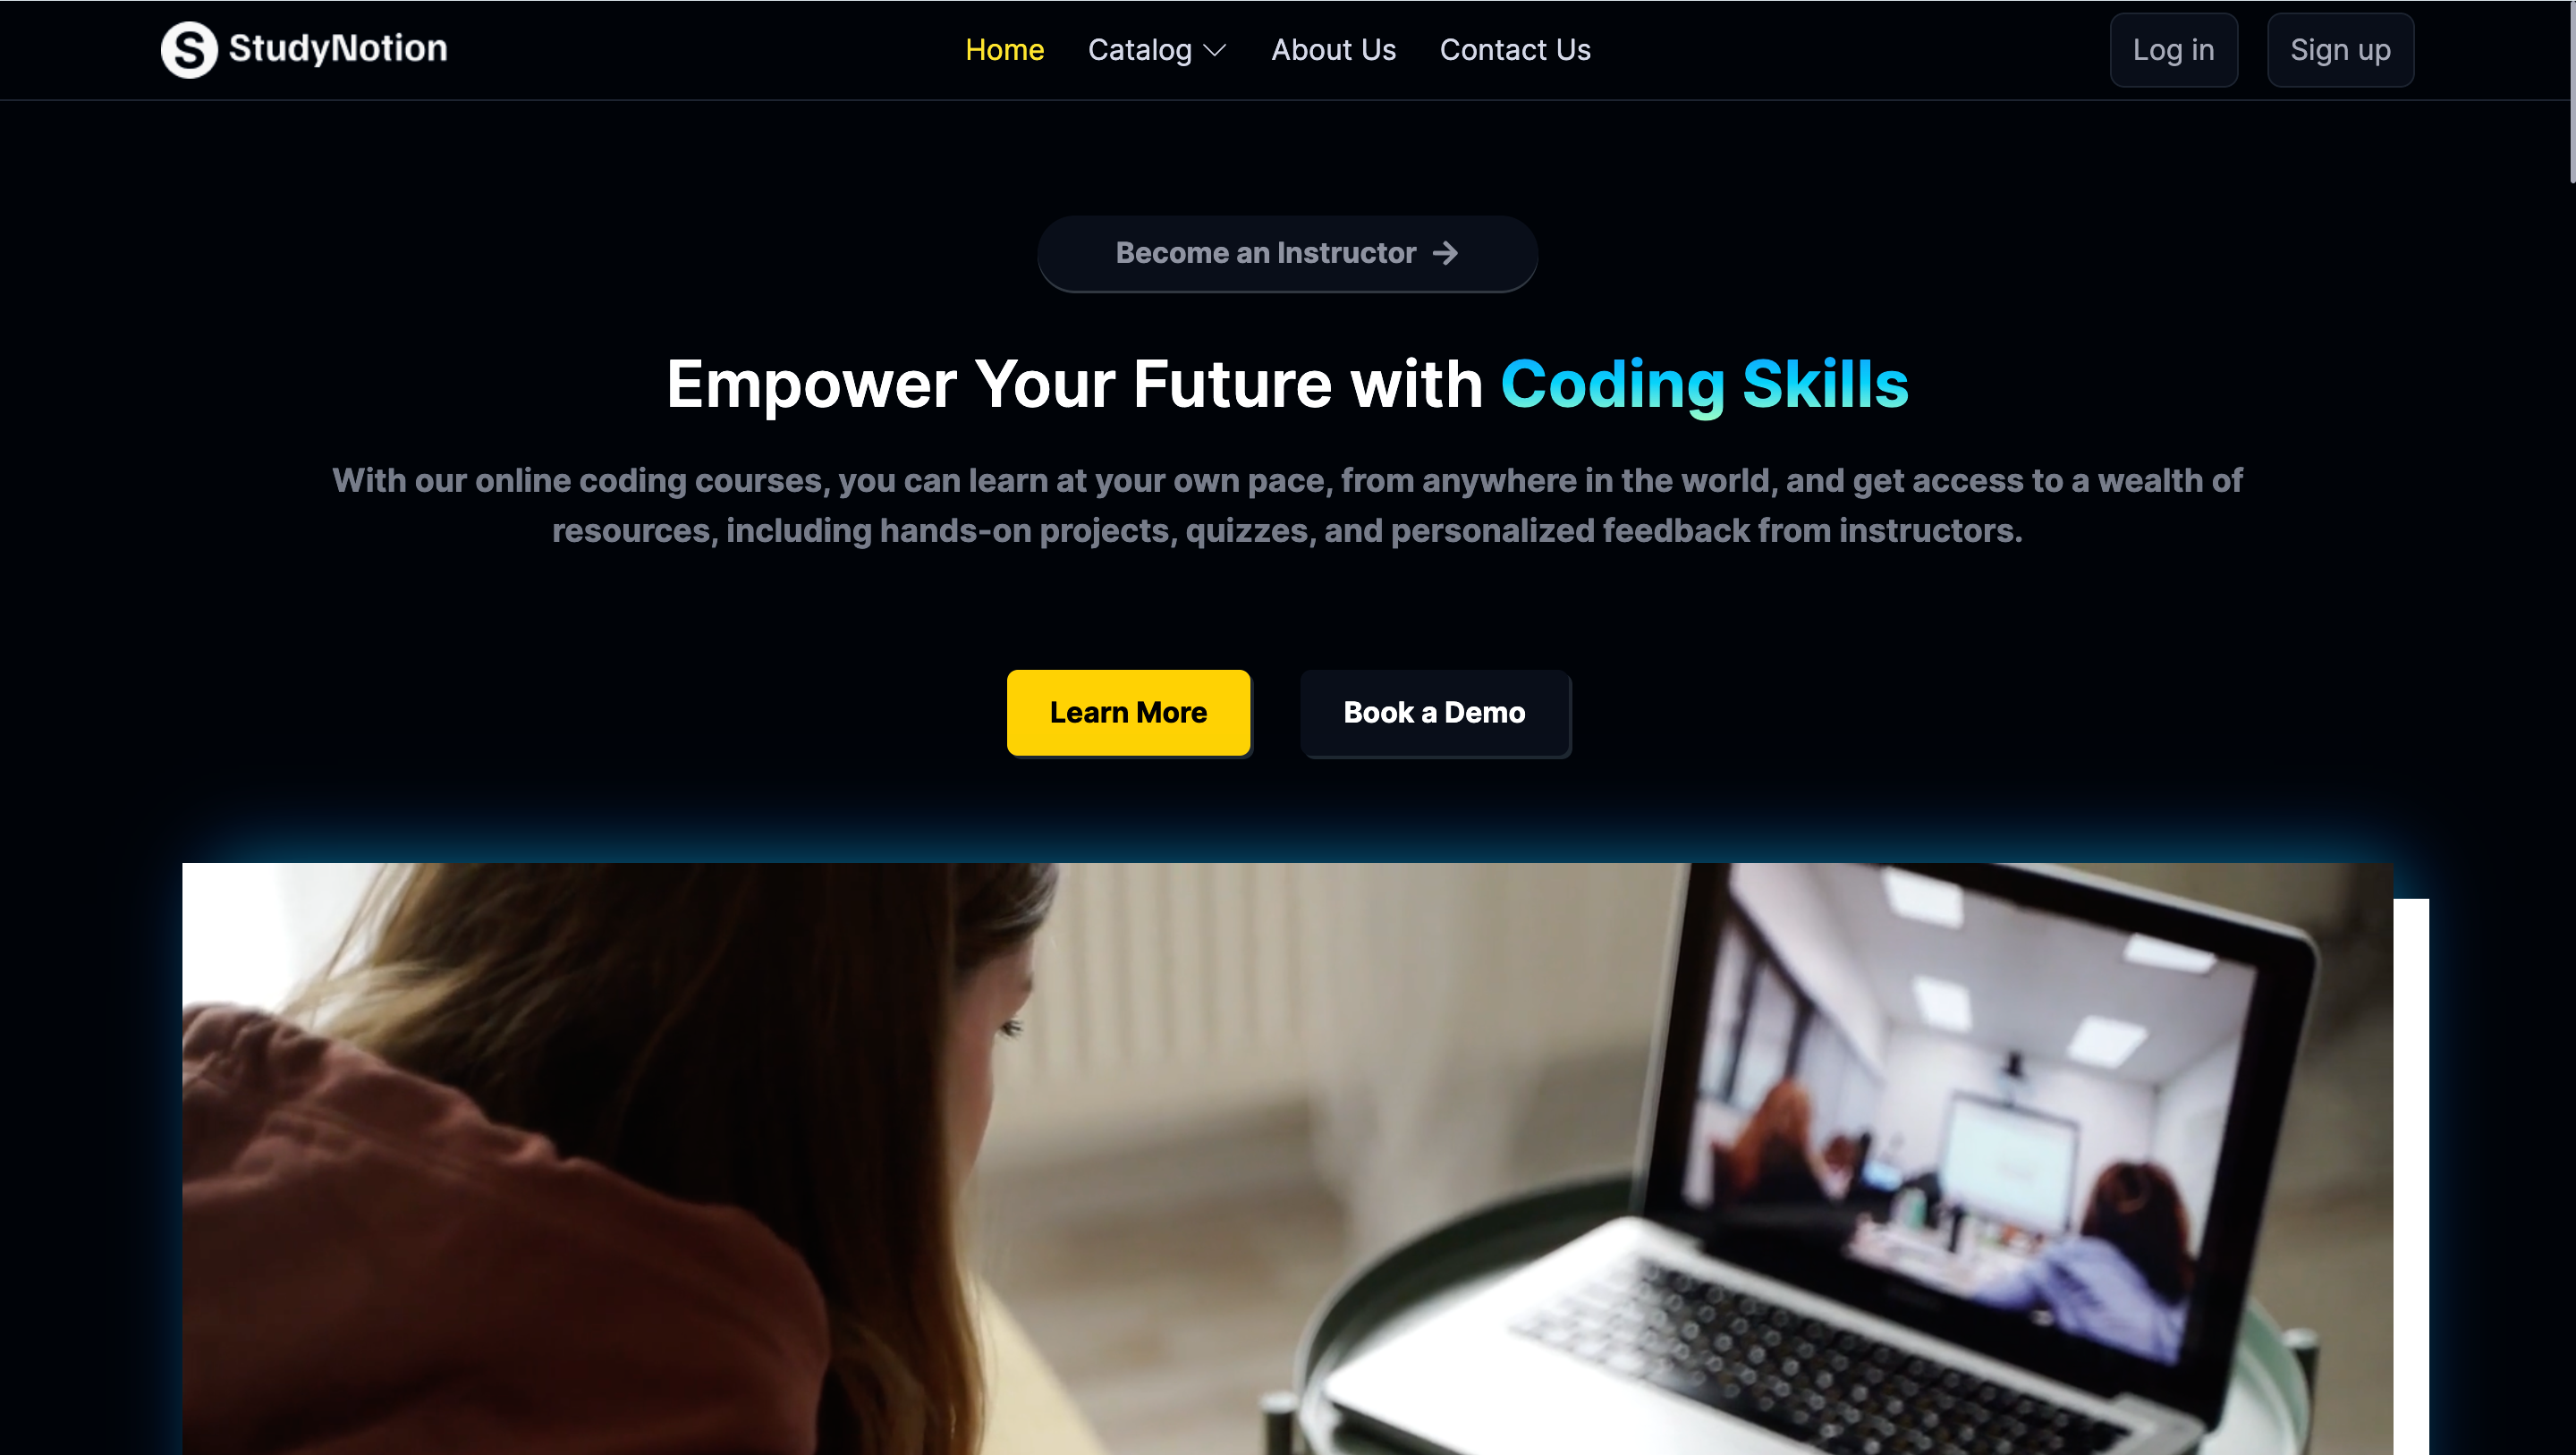 StudyNotion
Home Catalog About Us Contact Us
Log in Sign up
Become an Instructor →
Empower Your Future with Coding Skills
With our online coding courses, you can learn at your own pace, from anywhere in the world, and get access to a wealth of
resources, including hands-on projects, quizzes, and personalized feedback from instructors.
Learn More Book a Demo